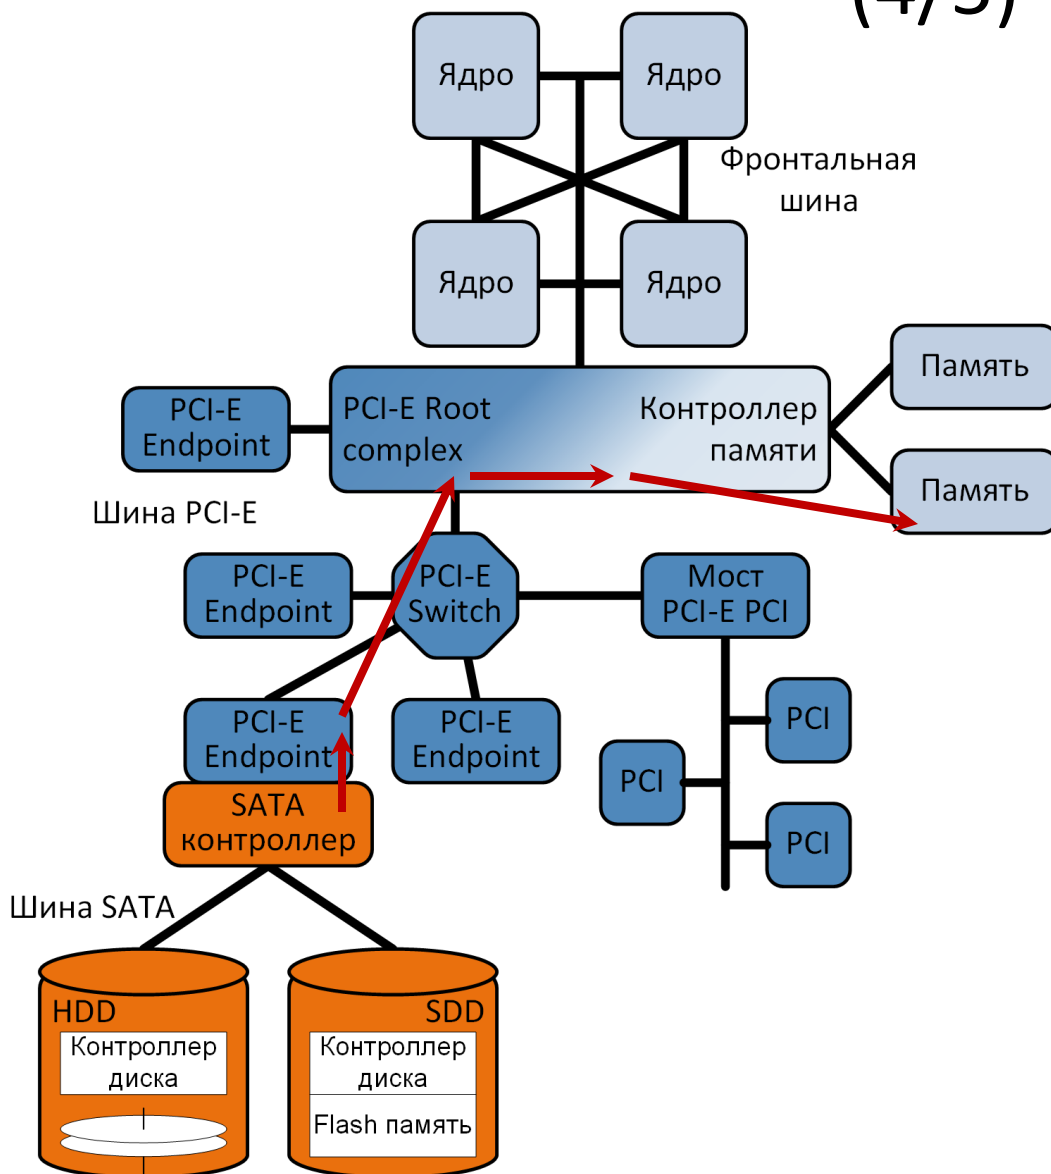 (4/5)
Ядро
Ядро
Фронтальная
шина
Ядро
Ядро
Память
PCI-E
Endpoint
PCI-E Root
complex
Контроллер
памяти
Память
Шина PCI-E
PCI-E
Endpoint
PCI-E
Switch
Мост
PCI-E PCI
PCI-E
Endpoint
PCI-E
Endpoint
PCI
PCI
PCI
SATA
контроллер
Шина SATA
HDD
Контроллер
диска
SDD
Контроллер
диска
Flash память